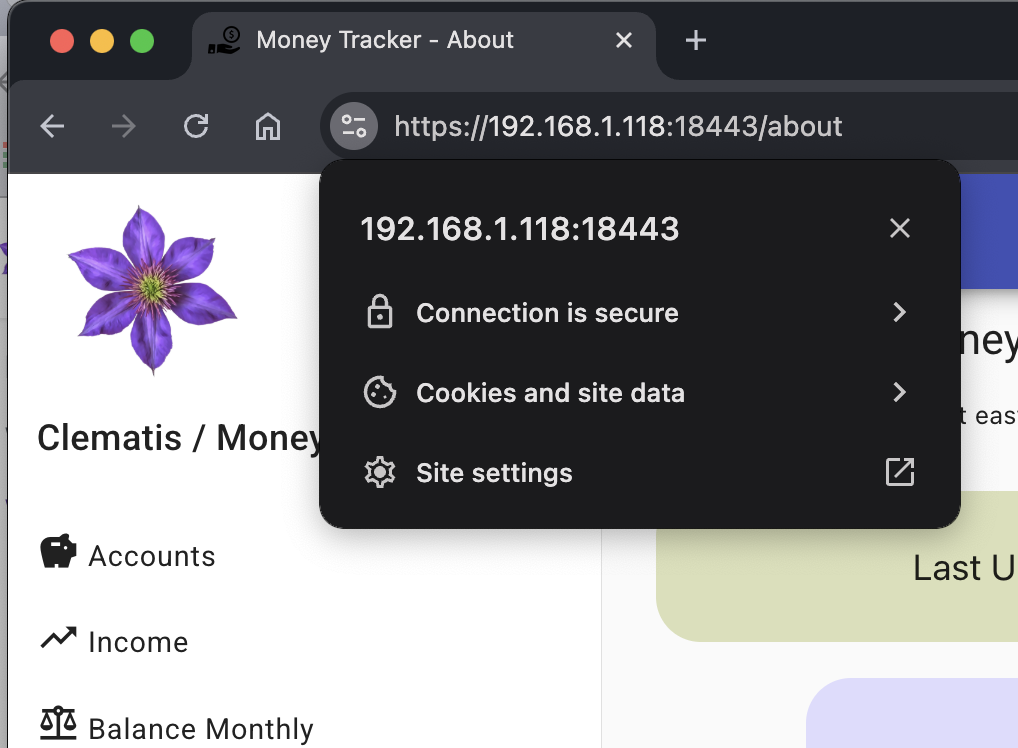 Money Tracker - About
https://192.168.1.118:18443/about
192.168.1.118:18443
Connection is secure
Cookies and site data
Site settings
Clematis / Money
Accounts
Income
Balance Monthly
ney
t eas
Last U